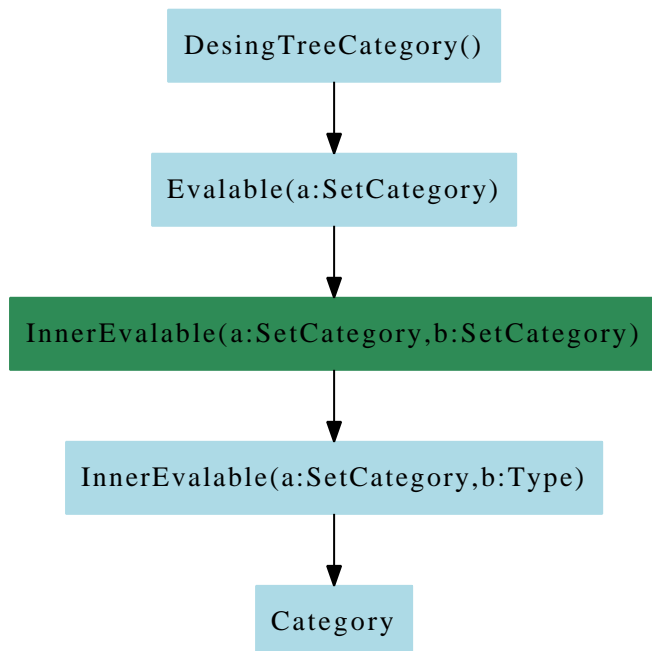 DesingTreeCategory()
Evalable(a:SetCategory)
InnerEvalable(a:SetCategory,b:SetCategory)
InnerEvalable(a:SetCategory,b:Type)
Category